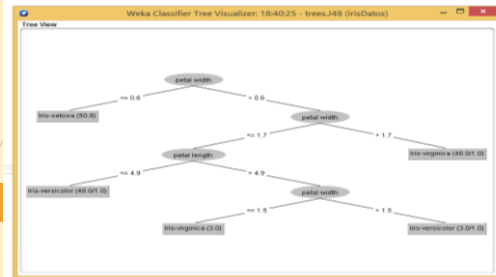 Weka Classifier Tree Visualizer: 18:40:25 - trees.J48 (irisDatos)
Tree View
petal width
<= 0.6
> 0.6
Iris-setosa (50.0)
petal width
<= 1.7
> 1.7
petal length
Iris-virginica (46.0/1.0)
<= 4.9
> 4.9
Iris-versicolor (48.0/1.0)
petal width
<= 1.5
> 1.5
Iris-virginica (3.0)
Iris-versicolor (3.0/1.0)